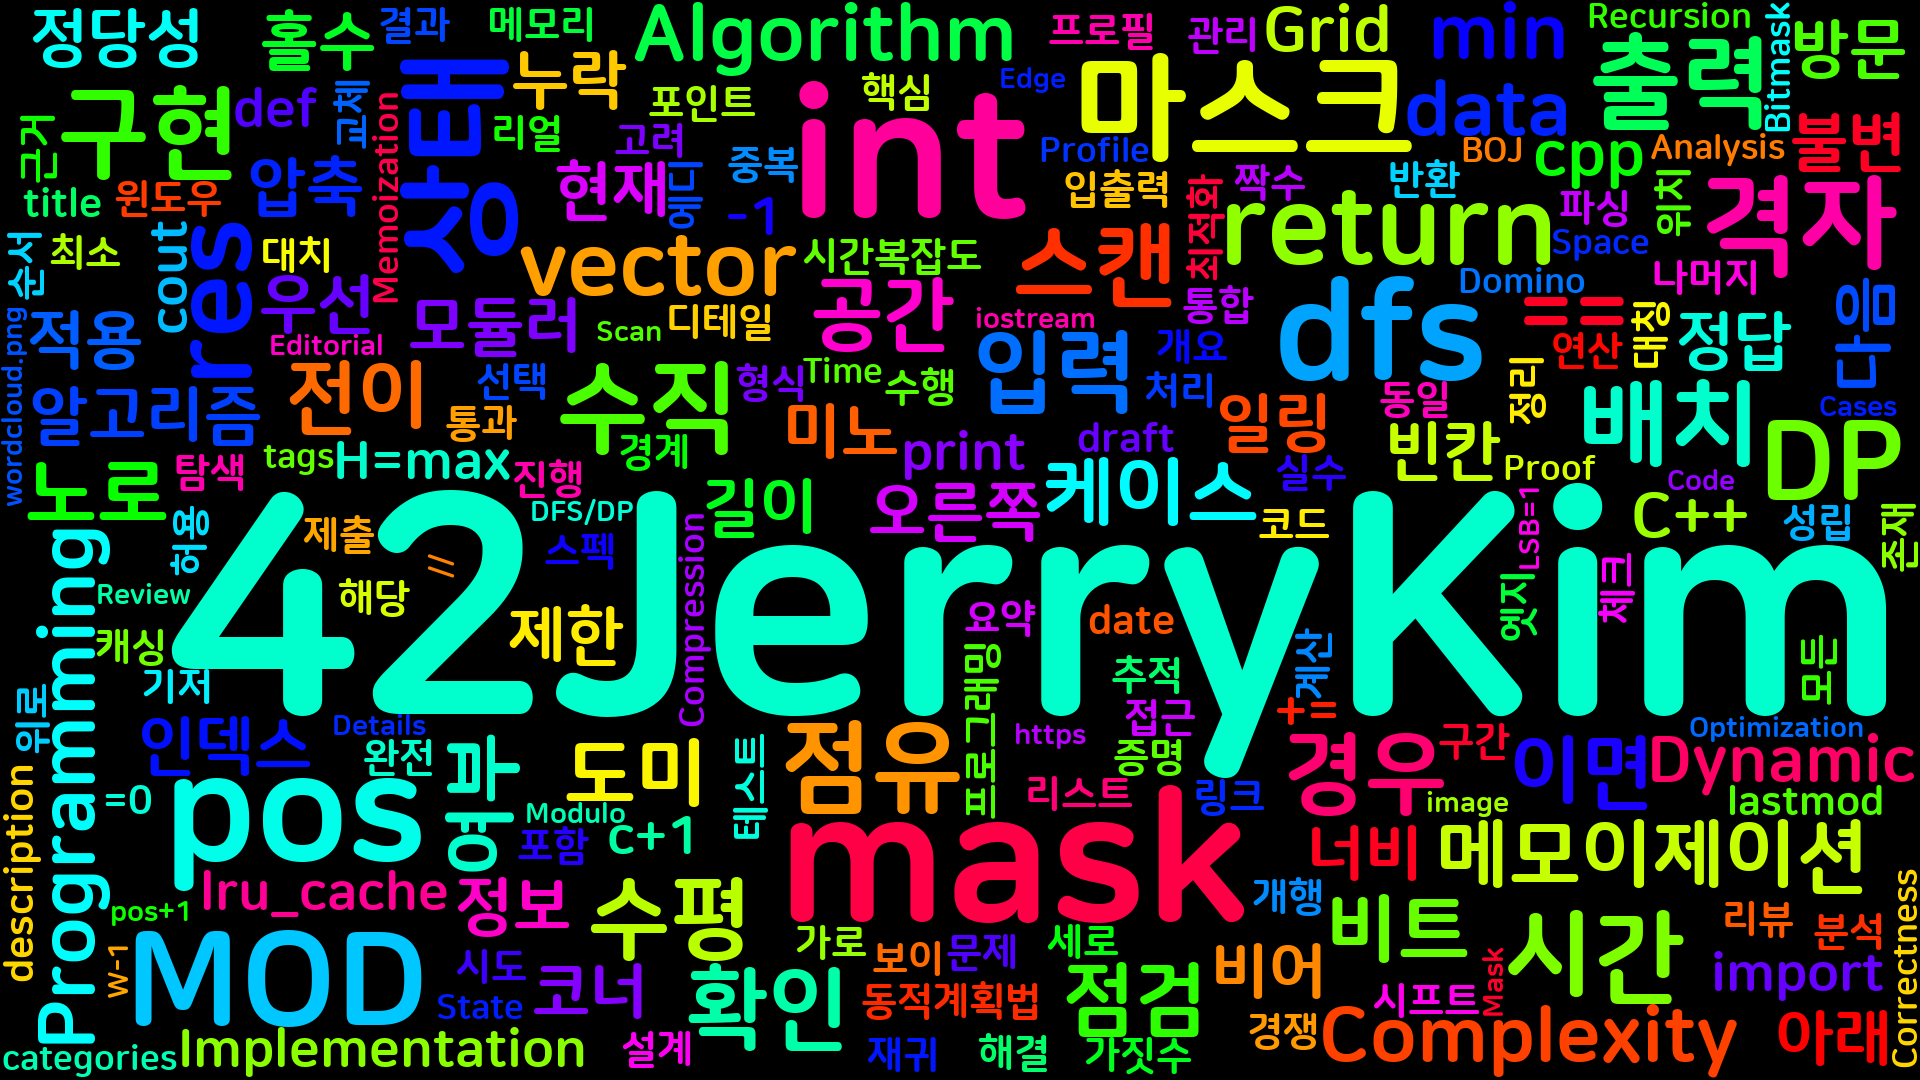 정당성
홀수
결과
메모리
Algorithm
프로필
관리
Grid
min
Recursion
Bitmask
방문
구현
def
교체
상태
누락
포인트
핵심
Edge
마스크
data
출력
근거
Memoization
리얼
고려
int
Profile
BOJ
cpp
Analysis
불변
title
윈도우
압축
현재
코드
중복
-1
입출력
짝수
반환
파싱
위치
격자
순서
최소
cout
res
대치
vector
시간복잡도
스캔
최적화
return
Space
나머지
적용
우선
모듈러
Scan
디테일
공간
iostream
통합
dfs
Domino
==
대칭
정답
다음
Editorial
연산
wordcloud.png
알고리즘
전이
선택
수직
형식
Time
수행
입력
개요
처리
동일
정리
배치
Cases
통과
경계
미노
print
draft
일링
빈칸
DP
노로
탐색
tags
H=max
진행
길이
오른쪽
케이스
실수
Proof
Code
허용
제출
DFS/DP
스펙
코드
LSB=1
C++
성립
존재
Programming
Review
//
해당
Compression
42JerryKim
캐싱
제한
요약
date
엣지
체크
기저
프로그래밍
추적
계산
모든
description
위로
인덱스
Details
완전
여과
도미
점유
https
접근
증명
+=
경우
구간
이면
Optimization
Dynamic
=0
pos
Modulo
포함
c+1
테스트
리스트
링크
image
lastmod
pos+1
lru_cache
정보
수평
mask
너비
메모이제이션
개행
W-1
MOD
시도
State
코너
확인
가로
보이
문제
세로
비어
비트
시간
리뷰
분석
Correctness
동적계획법
점검
시프트
Mask
import
categories
Implementation
설계
재귀
해결
가짓수
경쟁
Complexity
아래